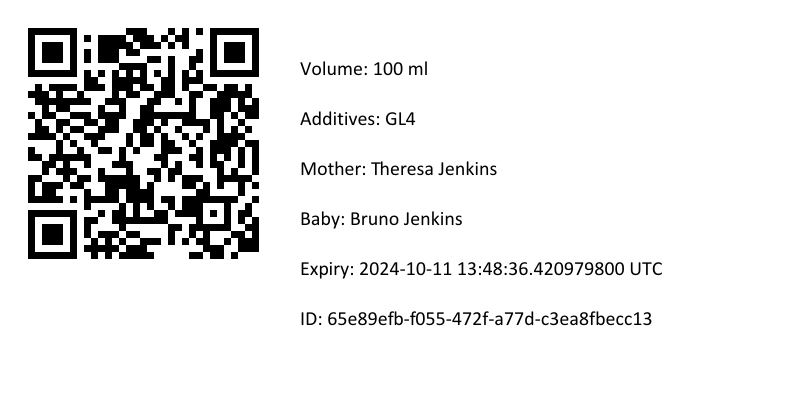 Volume: 100 ml
Additives: GL4
Mother: Theresa Jenkins
Baby: Bruno Jenkins
Expiry: 2024-10-11 13:48:36.420979800 UTC
ID: 65e89efb-f055-472f-a77d-c3ea8fbecc13